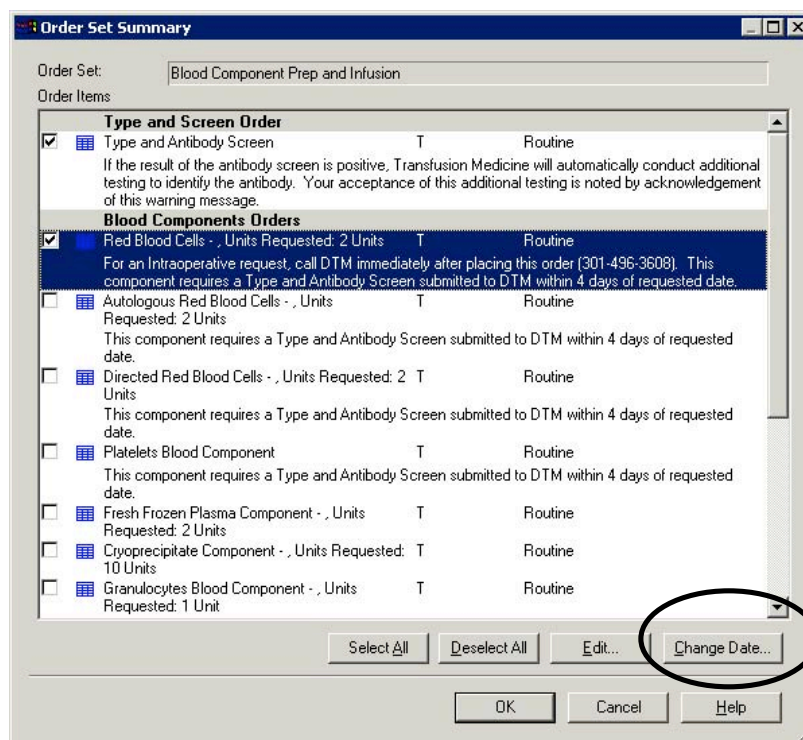 Order Set Summary
Order Set: Blood Component Prep and Infusion
Order Items
Type and Screen Order
Type and Antibody Screen T Routine
If the result of the antibody screen is positive, Transfusion Medicine will automatically conduct additional
testing to identify the antibody. Your acceptance of this additional testing is noted by acknowledgement
of this warning message.
Blood Components Orders
Red Blood Cells - , Units Requested: 2 Units T Routine
For an Intraoperative request, call DTM immediately after placing this order (301-496-3608). This
component requires a Type and Antibody Screen submitted to DTM within 4 days of requested date.
Autologous Red Blood Cells - , Units T Routine
Requested: 2 Units
This component requires a Type and Antibody Screen submitted to DTM within 4 days of requested
date.
Directed Red Blood Cells - , Units Requested: 2 T Routine
Units
This component requires a Type and Antibody Screen submitted to DTM within 4 days of requested
date.
Platelets Blood Component T Routine
This component requires a Type and Antibody Screen submitted to DTM within 4 days of requested
date.
Fresh Frozen Plasma Component - , Units T Routine
Requested: 2 Units
Cryoprecipitate Component - , Units Requested: T Routine
10 Units
Granulocytes Blood Component - , Units T Routine
Requested: 1 Unit
Select All Deselect All Edit... Change Date...
OK Cancel Help